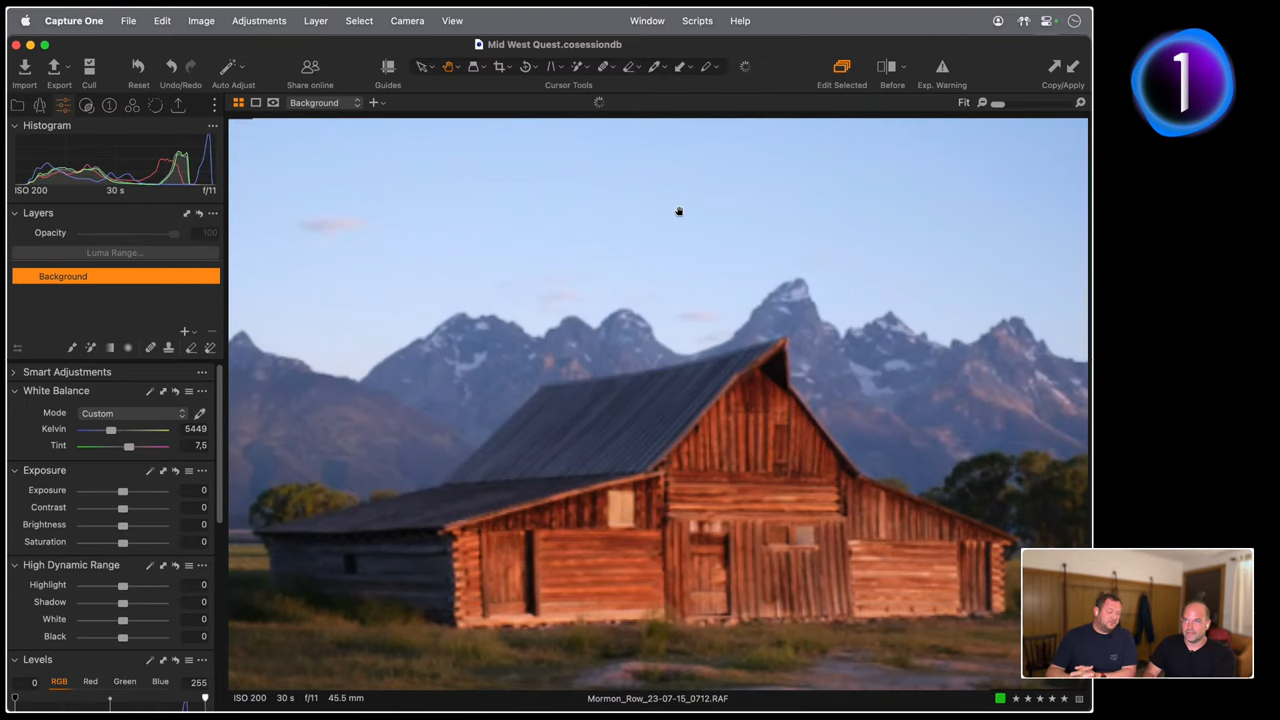 Capture One File Edit Image Adjustments Layer Select Camera View Window Scripts Help
Mid West Quest.cosessiondb
Import Export Cull Reset Undo/Redo Auto Adjust Share online Guides Cursor Tools Edit Selected Before Exp. Warning Copy/Apply
Background Fit
Histogram
ISO 200 30 s f/11
Layers
Opacity 100
Luma Range...
Background
Smart Adjustments
White Balance
Mode Custom
Kelvin 5449
Tint 7,5
Exposure
Exposure 0
Contrast 0
Brightness 0
Saturation 0
High Dynamic Range
Highlight 0
Shadow 0
White 0
Black 0
Levels
0 RGB Red Green Blue 255
ISO 200 30 s f/11 45.5 mm Mormon_Row_23-07-15_0712.RAF
1